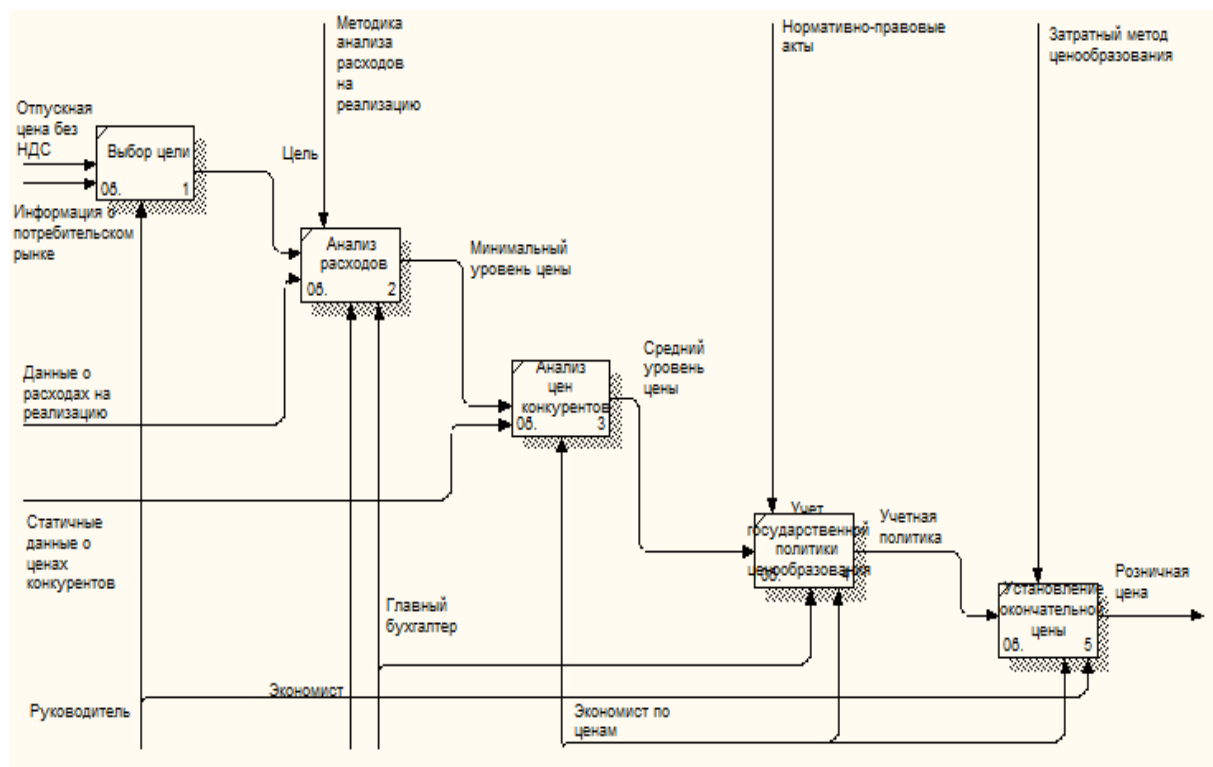 Методика
анализа
расходов
на
реализацию
Нормативно-правовые
акты
Затратный метод
ценообразования
Отпускная
цена без
НДС
Выбор цели
0б. 1
Цель
Информация о
потребительском
рынке
Анализ
расходов
0б. 2
Минимальный
уровень цены
Данные о
расходах на
реализацию
Анализ
цен
конкурентов
0б. 3
Средний
уровень
цены
Статичные
данные о
ценах
конкурентов
Учет
государственной
политики
ценообразования
0б. 4
Учетная
политика
Установление
окончательной
цены
0б. 5
Розничная
цена
Главный
бухгалтер
Экономист
Руководитель
Экономист по
ценам